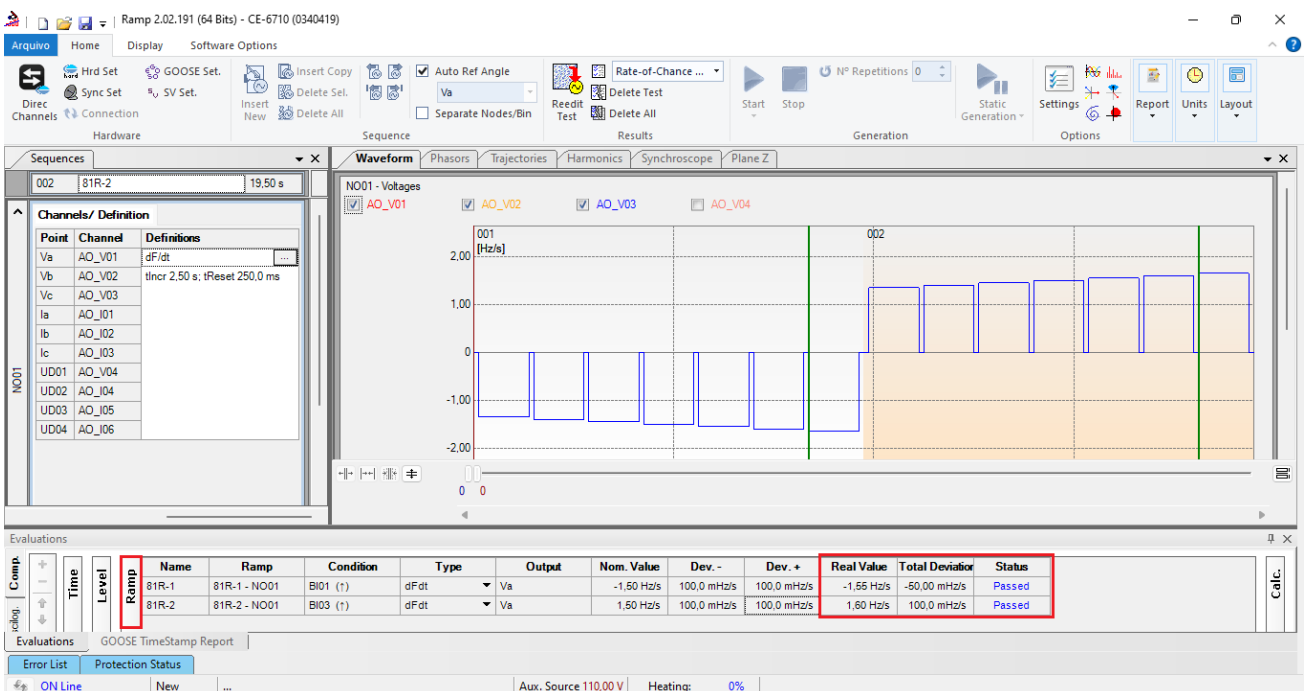 Ramp 2.02.191 (64 Bits) - CE-6710 (0340419)
Arquivo Home Display Software Options
Hrd Set GOOSE Set. Insert Copy Auto Ref Angle Rate-of-Chance ... Nº Repetitions 0
Sync Set SV Set. Delete Sel. Va Delete Test
Direc Channels Connection Insert New Delete All Separate Nodes/Bin Reedit Test Delete All Start Stop Static Generation Settings Report Units Layout
Hardware Sequence Results Generation Options
Sequences
002 81R-2 19,50 s
Channels/ Definition
Point Channel Definitions
Va AO_V01 dF/dt ...
Vb AO_V02 tIncr 2,50 s; tReset 250,0 ms
Vc AO_V03
Ia AO_I01
Ib AO_I02
Ic AO_I03
UD01 AO_V04
UD02 AO_I04
UD03 AO_I05
UD04 AO_I06
NO01
Waveform Phasors Trajectories Harmonics Synchroscope Plane Z
NO01 - Voltages
AO_V01 AO_V02 AO_V03 AO_V04
001 002
[Hz/s]
2,00
1,00
0
-1,00
-2,00
0 0
Evaluations
Comp.
Time
Level
Ramp
Name Ramp Condition Type Output Nom. Value Dev. - Dev. + Real Value Total Deviation Status
81R-1 81R-1 - NO01 BI01 (↑) dFdt Va -1,50 Hz/s 100,0 mHz/s 100,0 mHz/s -1,55 Hz/s -50,00 mHz/s Passed
81R-2 81R-2 - NO01 BI03 (↑) dFdt Va 1,50 Hz/s 100,0 mHz/s 100,0 mHz/s 1,60 Hz/s 100,0 mHz/s Passed
Calc.
Evaluations GOOSE TimeStamp Report
Error List Protection Status
ON Line New ... Aux. Source 110,00 V Heating: 0%